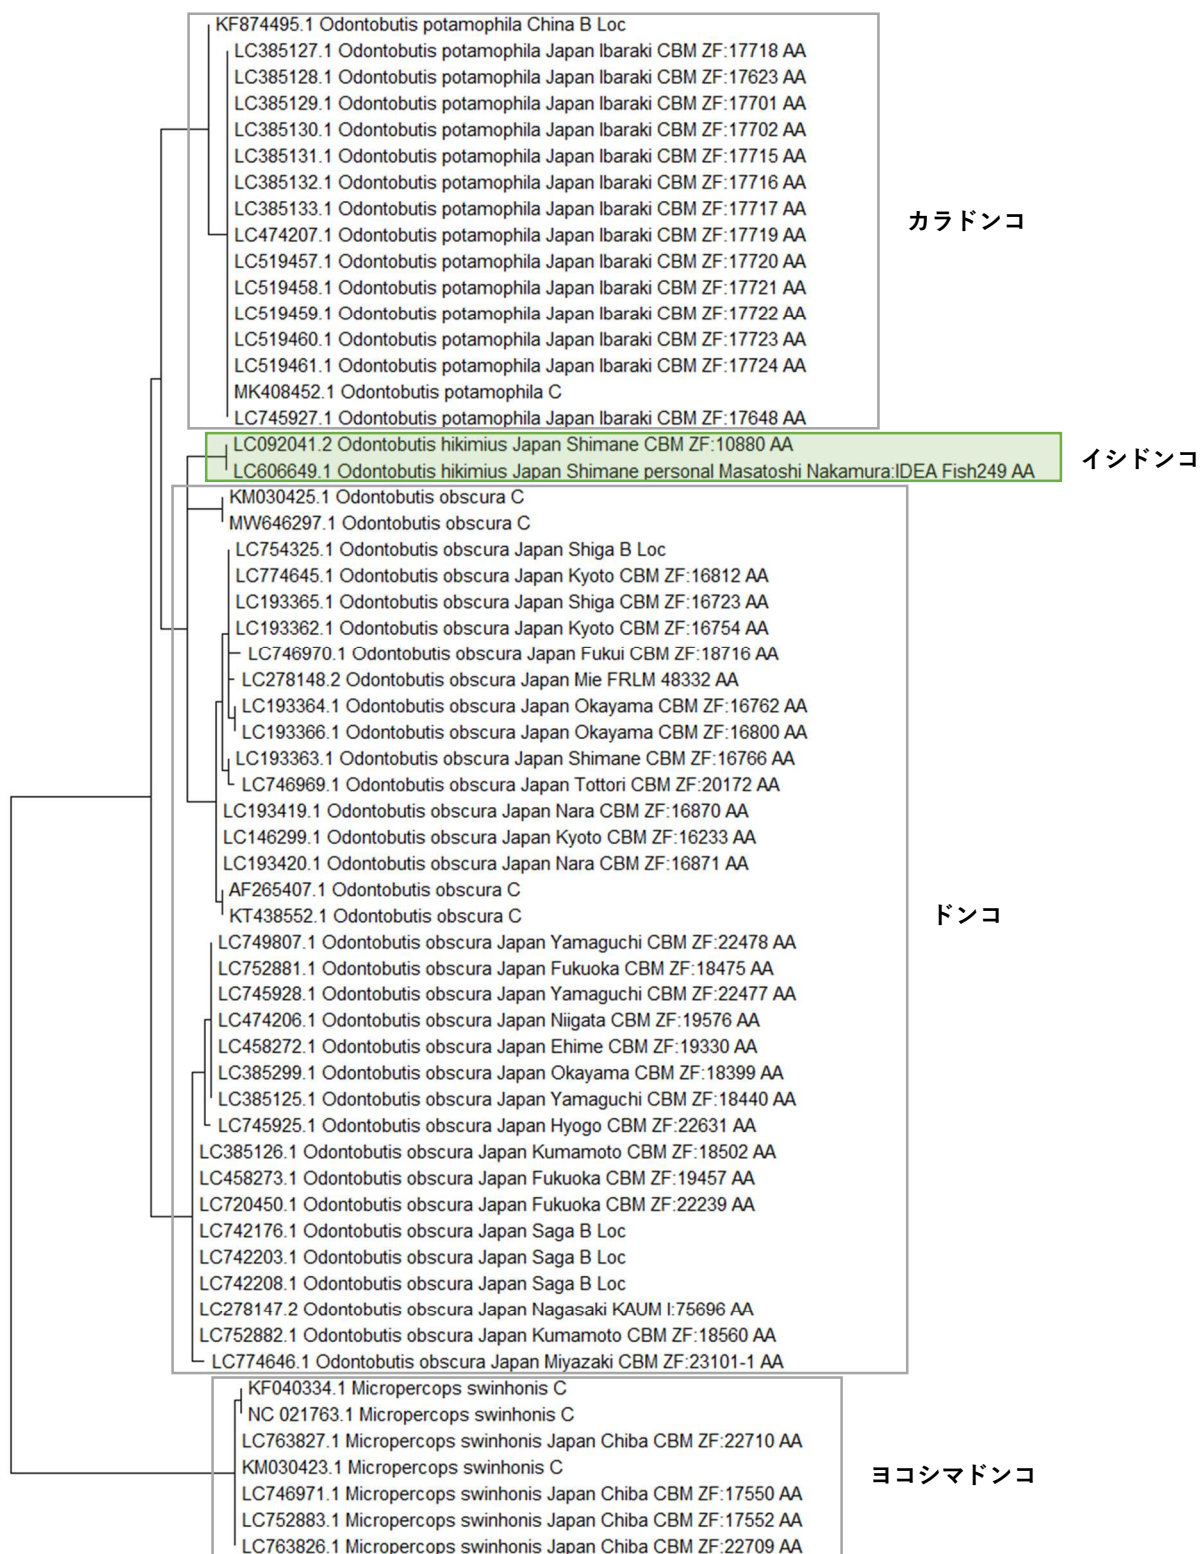 KF874495.1 Odontobutis potamophila China B Loc
LC385127.1 Odontobutis potamophila Japan Ibaraki CBM ZF:17718 AA
LC385128.1 Odontobutis potamophila Japan Ibaraki CBM ZF:17623 AA
LC385129.1 Odontobutis potamophila Japan Ibaraki CBM ZF:17701 AA
LC385130.1 Odontobutis potamophila Japan Ibaraki CBM ZF:17702 AA
LC385131.1 Odontobutis potamophila Japan Ibaraki CBM ZF:17715 AA
LC385132.1 Odontobutis potamophila Japan Ibaraki CBM ZF:17716 AA
LC385133.1 Odontobutis potamophila Japan Ibaraki CBM ZF:17717 AA
LC474207.1 Odontobutis potamophila Japan Ibaraki CBM ZF:17719 AA
LC519457.1 Odontobutis potamophila Japan Ibaraki CBM ZF:17720 AA
LC519458.1 Odontobutis potamophila Japan Ibaraki CBM ZF:17721 AA
LC519459.1 Odontobutis potamophila Japan Ibaraki CBM ZF:17722 AA
LC519460.1 Odontobutis potamophila Japan Ibaraki CBM ZF:17723 AA
LC519461.1 Odontobutis potamophila Japan Ibaraki CBM ZF:17724 AA
MK408452.1 Odontobutis potamophila C
LC745927.1 Odontobutis potamophila Japan Ibaraki CBM ZF:17648 AA
カラドンコ
LC092041.2 Odontobutis hikimius Japan Shimane CBM ZF:10880 AA
LC606649.1 Odontobutis hikimius Japan Shimane personal Masatoshi Nakamura:IDEA Fish249 AA
イシドンコ
KM030425.1 Odontobutis obscura C
MW646297.1 Odontobutis obscura C
LC754325.1 Odontobutis obscura Japan Shiga B Loc
LC774645.1 Odontobutis obscura Japan Kyoto CBM ZF:16812 AA
LC193365.1 Odontobutis obscura Japan Shiga CBM ZF:16723 AA
LC193362.1 Odontobutis obscura Japan Kyoto CBM ZF:16754 AA
LC746970.1 Odontobutis obscura Japan Fukui CBM ZF:18716 AA
LC278148.2 Odontobutis obscura Japan Mie FRLM 48332 AA
LC193364.1 Odontobutis obscura Japan Okayama CBM ZF:16762 AA
LC193366.1 Odontobutis obscura Japan Okayama CBM ZF:16800 AA
LC193363.1 Odontobutis obscura Japan Shimane CBM ZF:16766 AA
LC746969.1 Odontobutis obscura Japan Tottori CBM ZF:20172 AA
LC193419.1 Odontobutis obscura Japan Nara CBM ZF:16870 AA
LC146299.1 Odontobutis obscura Japan Kyoto CBM ZF:16233 AA
LC193420.1 Odontobutis obscura Japan Nara CBM ZF:16871 AA
AF265407.1 Odontobutis obscura C
KT438552.1 Odontobutis obscura C
LC749807.1 Odontobutis obscura Japan Yamaguchi CBM ZF:22478 AA
LC752881.1 Odontobutis obscura Japan Fukuoka CBM ZF:18475 AA
LC745928.1 Odontobutis obscura Japan Yamaguchi CBM ZF:22477 AA
LC474206.1 Odontobutis obscura Japan Niigata CBM ZF:19576 AA
LC458272.1 Odontobutis obscura Japan Ehime CBM ZF:19330 AA
LC385299.1 Odontobutis obscura Japan Okayama CBM ZF:18399 AA
LC385125.1 Odontobutis obscura Japan Yamaguchi CBM ZF:18440 AA
LC745925.1 Odontobutis obscura Japan Hyogo CBM ZF:22631 AA
LC385126.1 Odontobutis obscura Japan Kumamoto CBM ZF:18502 AA
LC458273.1 Odontobutis obscura Japan Fukuoka CBM ZF:19457 AA
LC720450.1 Odontobutis obscura Japan Fukuoka CBM ZF:22239 AA
LC742176.1 Odontobutis obscura Japan Saga B Loc
LC742203.1 Odontobutis obscura Japan Saga B Loc
LC742208.1 Odontobutis obscura Japan Saga B Loc
LC278147.2 Odontobutis obscura Japan Nagasaki KAUM I:75696 AA
LC752882.1 Odontobutis obscura Japan Kumamoto CBM ZF:18560 AA
LC774646.1 Odontobutis obscura Japan Miyazaki CBM ZF:23101-1 AA
ドンコ
KF040334.1 Micropercops swinhonis C
NC 021763.1 Micropercops swinhonis C
LC763827.1 Micropercops swinhonis Japan Chiba CBM ZF:22710 AA
KM030423.1 Micropercops swinhonis C
LC746971.1 Micropercops swinhonis Japan Chiba CBM ZF:17550 AA
LC752883.1 Micropercops swinhonis Japan Chiba CBM ZF:17552 AA
LC763826.1 Micropercops swinhonis Japan Chiba CBM ZF:22709 AA
ヨコシマドンコ